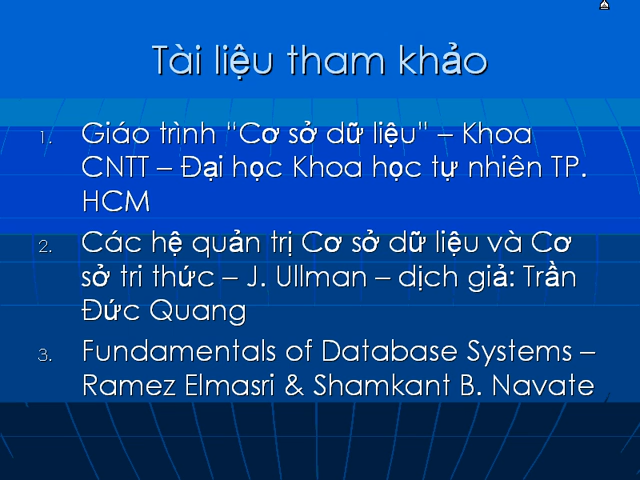 Tài liệu tham khảo
1. Giáo trình "Cơ sở dữ liệu" – Khoa
CNTT – Đại học Khoa học tự nhiên TP.
HCM
2. Các hệ quản trị Cơ sở dữ liệu và Cơ
sở tri thức – J. Ullman – dịch giả: Trần
Đức Quang
3. Fundamentals of Database Systems –
Ramez Elmasri & Shamkant B. Navate